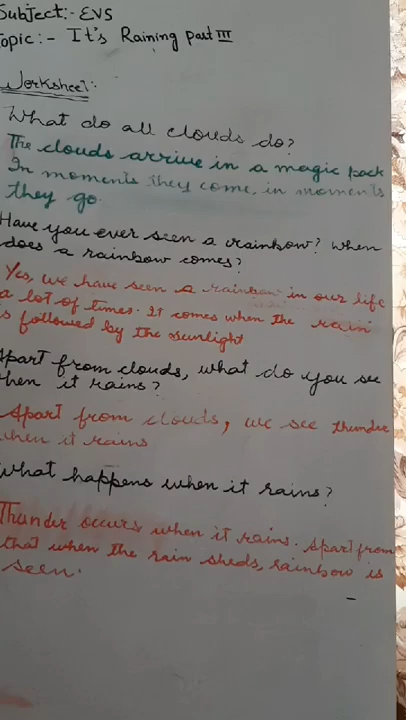 Subject:- EVS
Topic:- It's Raining part III
Worksheet:
What do all clouds do?
The clouds arrive in a magic pack
In moments they come, in moments
they go.
Have you ever seen a rainbow? When
does a rainbow comes?
Yes, we have seen a rainbow in our life
a lot of times. It comes when the rain
is followed by the sunlight
Apart from clouds, what do you see
when it rains?
Apart from clouds, we see thunder
when it rains
What happens when it rains?
Thunder occurs when it rains. Apart from
that when the rain sheds, rainbow is
seen.